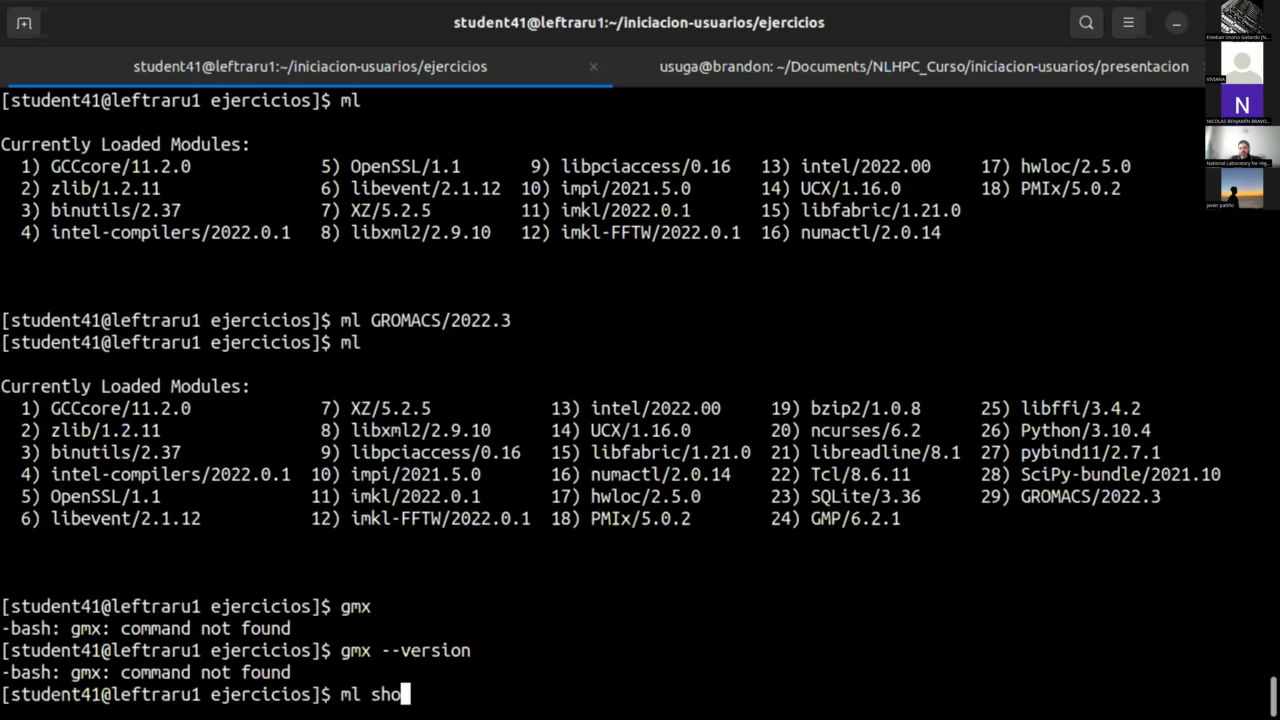 student41@leftraru1:~/iniciacion-usuarios/ejercicios
student41@leftraru1:~/iniciacion-usuarios/ejercicios
usuga@brandon: ~/Documents/NLHPC_Curso/iniciacion-usuarios/presentacion
[student41@leftraru1 ejercicios]$ ml
Currently Loaded Modules:
1) GCCcore/11.2.0 5) OpenSSL/1.1 9) libpciaccess/0.16 13) intel/2022.00 17) hwloc/2.5.0
2) zlib/1.2.11 6) libevent/2.1.12 10) impi/2021.5.0 14) UCX/1.16.0 18) PMIx/5.0.2
3) binutils/2.37 7) XZ/5.2.5 11) imkl/2022.0.1 15) libfabric/1.21.0
4) intel-compilers/2022.0.1 8) libxml2/2.9.10 12) imkl-FFTW/2022.0.1 16) numactl/2.0.14
[student41@leftraru1 ejercicios]$ ml GROMACS/2022.3
[student41@leftraru1 ejercicios]$ ml
Currently Loaded Modules:
1) GCCcore/11.2.0 7) XZ/5.2.5 13) intel/2022.00 19) bzip2/1.0.8 25) libffi/3.4.2
2) zlib/1.2.11 8) libxml2/2.9.10 14) UCX/1.16.0 20) ncurses/6.2 26) Python/3.10.4
3) binutils/2.37 9) libpciaccess/0.16 15) libfabric/1.21.0 21) libreadline/8.1 27) pybind11/2.7.1
4) intel-compilers/2022.0.1 10) impi/2021.5.0 16) numactl/2.0.14 22) Tcl/8.6.11 28) SciPy-bundle/2021.10
5) OpenSSL/1.1 11) imkl/2022.0.1 17) hwloc/2.5.0 23) SQLite/3.36 29) GROMACS/2022.3
6) libevent/2.1.12 12) imkl-FFTW/2022.0.1 18) PMIx/5.0.2 24) GMP/6.2.1
[student41@leftraru1 ejercicios]$ gmx
-bash: gmx: command not found
[student41@leftraru1 ejercicios]$ gmx --version
-bash: gmx: command not found
[student41@leftraru1 ejercicios]$ ml sho
Esteban Osorio Gallardo [N...
VIVIANA
N
NICOLAS BENJAMÍN BRAVO...
National Laboratory for Hig...
javier patiño